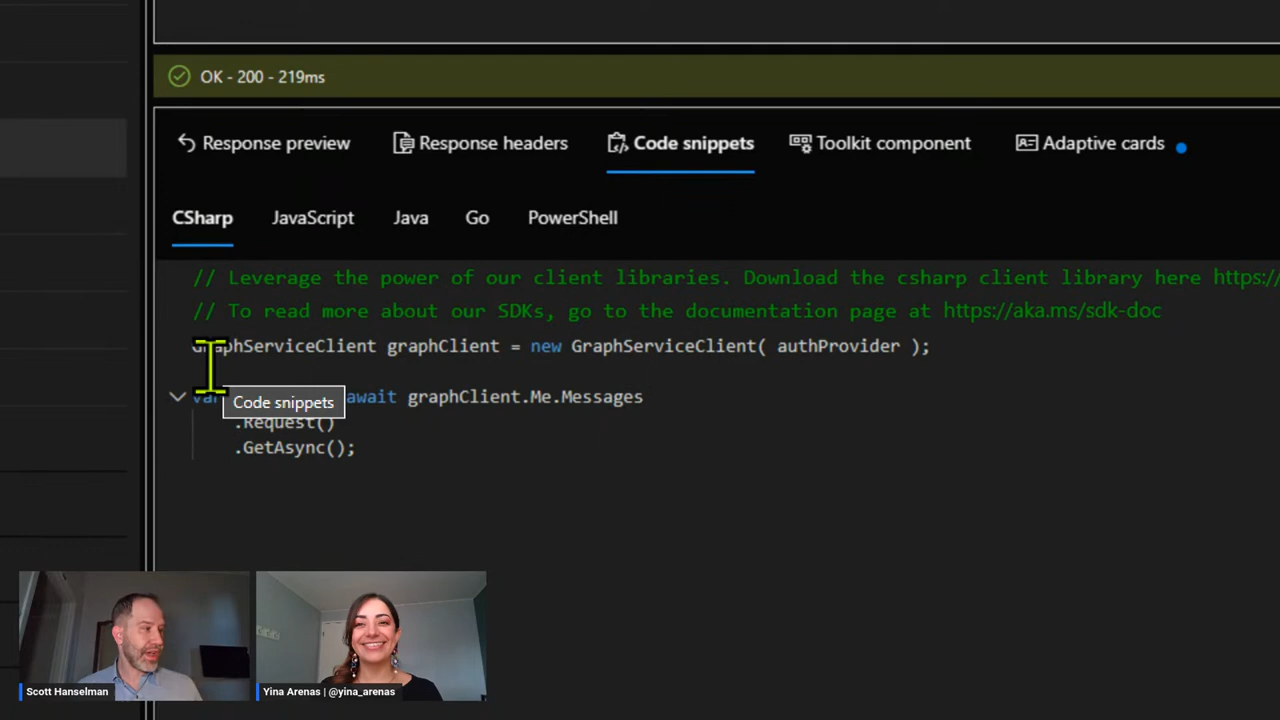 OK - 200 - 219ms
Response preview Response headers Code snippets Toolkit component Adaptive cards
CSharp JavaScript Java Go PowerShell
// Leverage the power of our client libraries. Download the csharp client library here https://
// To read more about our SDKs, go to the documentation page at https://aka.ms/sdk-doc
GraphServiceClient graphClient = new GraphServiceClient( authProvider );
var await graphClient.Me.Messages
Code snippets
.Request()
.GetAsync();
Scott Hanselman
Yina Arenas | @yina_arenas